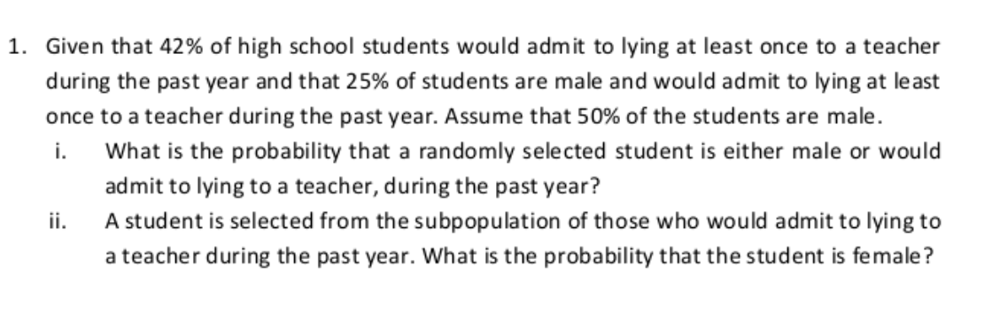 1. Given that 42% of high school students would admit to lying at least once to a teacher
during the past year and that 25% of students are male and would admit to lying at least
once to a teacher during the past year. Assume that 50% of the students are male.
i. What is the probability that a randomly selected student is either male or would
admit to lying to a teacher, during the past year?
ii. A student is selected from the subpopulation of those who would admit to lying to
a teacher during the past year. What is the probability that the student is female?